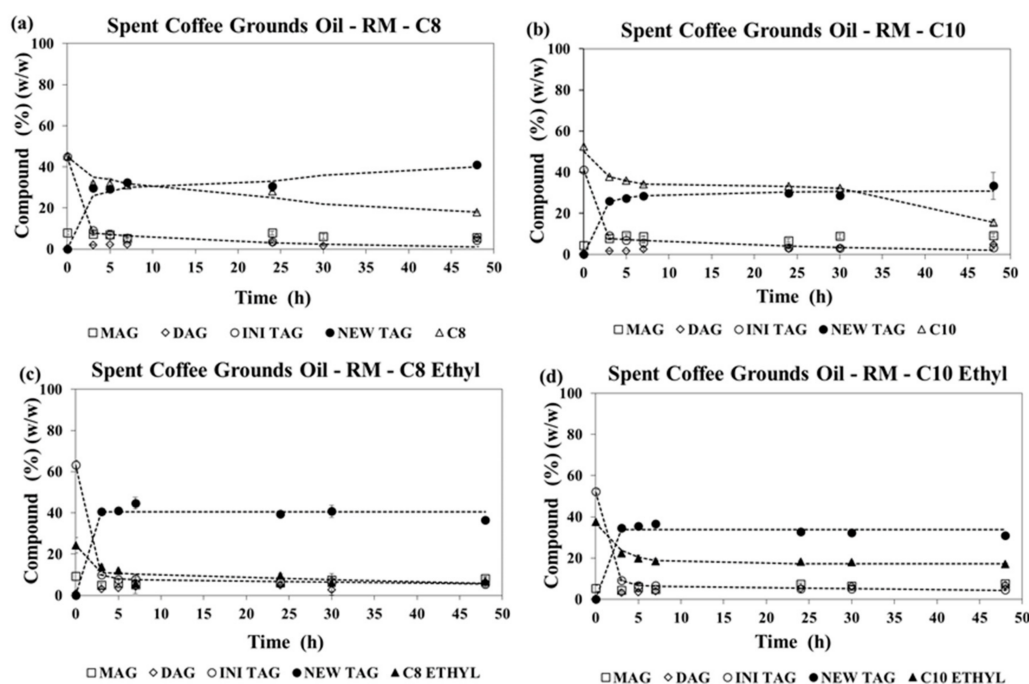 (a)
Spent Coffee Grounds Oil - RM - C8
Compound (%) (w/w)
100
80
60
40
20
0
0 5 10 15 20 25 30 35 40 45 50
Time (h)
MAG DAG INI TAG NEW TAG C8
(b)
Spent Coffee Grounds Oil - RM - C10
Compound (%) (w/w)
100
80
60
40
20
0
0 5 10 15 20 25 30 35 40 45 50
Time (h)
MAG DAG INI TAG NEW TAG C10
(c)
Spent Coffee Grounds Oil - RM - C8 Ethyl
Compound (%) (w/w)
100
80
60
40
20
0
0 5 10 15 20 25 30 35 40 45 50
Time (h)
MAG DAG INI TAG NEW TAG C8 ETHYL
(d)
Spent Coffee Grounds Oil - RM - C10 Ethyl
Compound (%) (w/w)
100
80
60
40
20
0
0 5 10 15 20 25 30 35 40 45 50
Time (h)
MAG DAG INI TAG NEW TAG C10 ETHYL